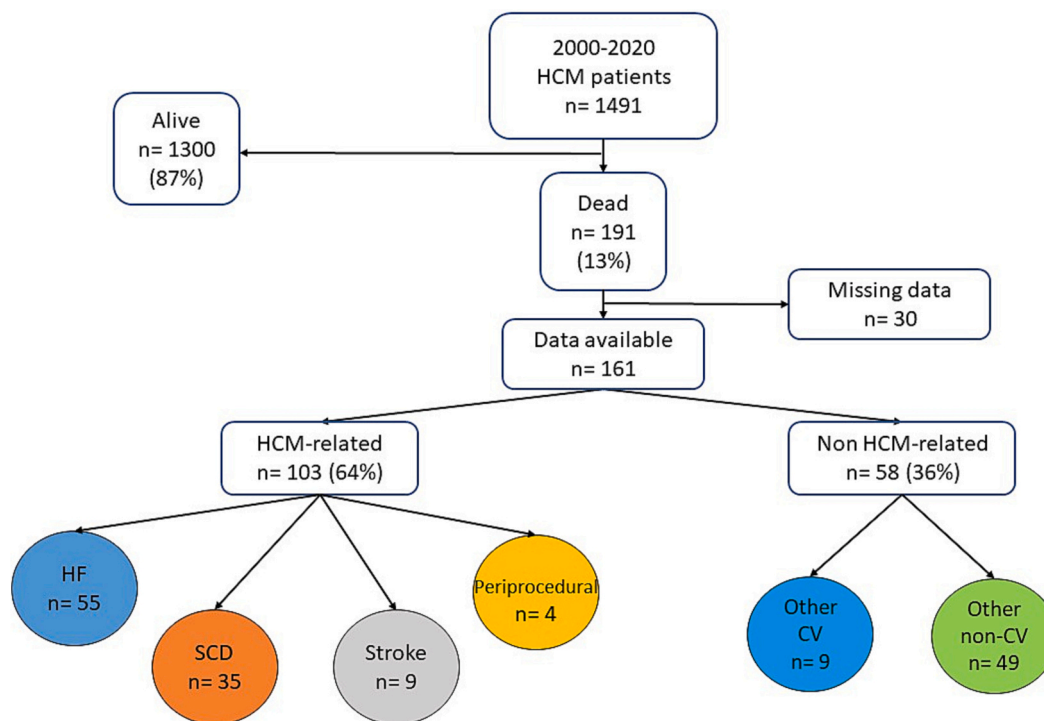 2000-2020
HCM patients
n= 1491
Alive
n= 1300
(87%)
Dead
n= 191
(13%)
Missing data
n= 30
Data available
n= 161
HCM-related
n= 103 (64%)
Non HCM-related
n= 58 (36%)
HF
n= 55
SCD
n= 35
Stroke
n= 9
Periprocedural
n= 4
Other
CV
n= 9
Other
non-CV
n= 49